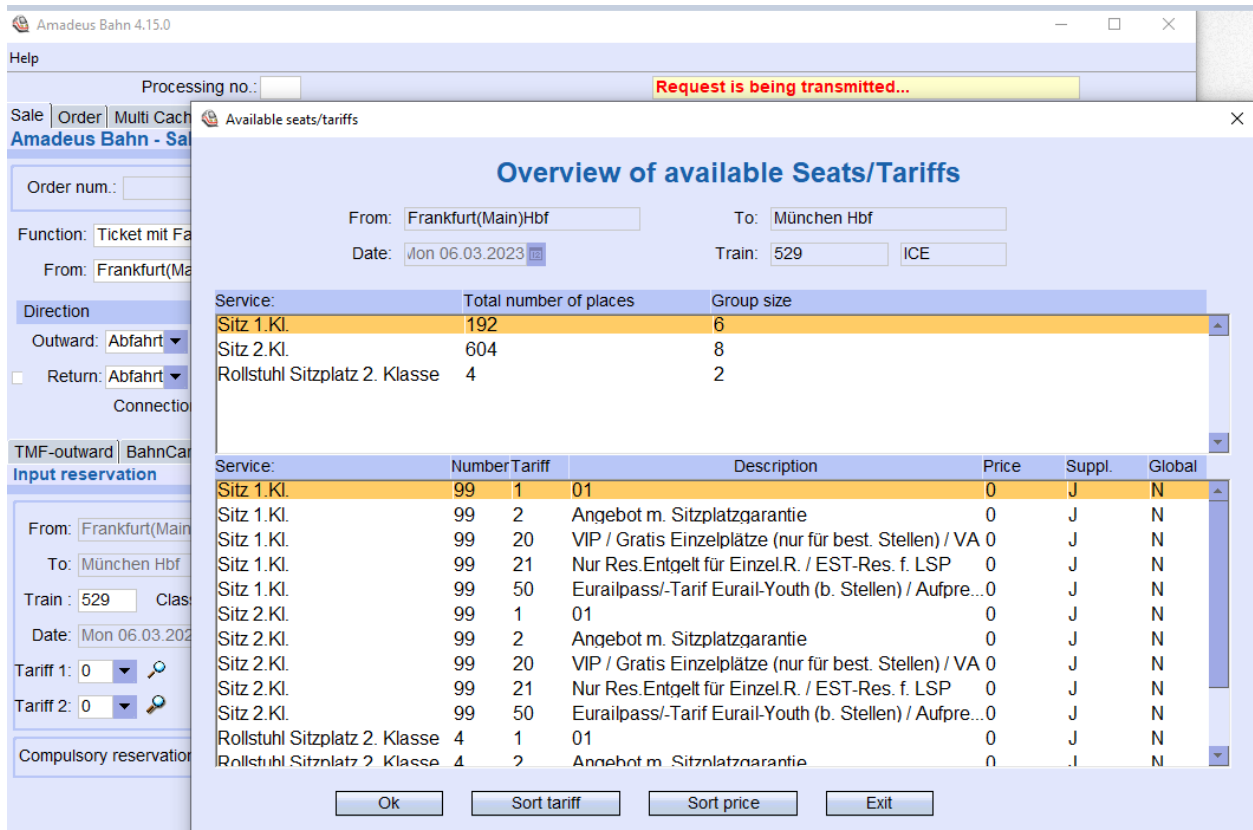 Amadeus Bahn 4.15.0
Help
Processing no.:
Request is being transmitted...
Sale Order Multi Cach
Available seats/tariffs
Amadeus Bahn - Sal
Overview of available Seats/Tariffs
Order num.:
From: Frankfurt(Main)Hbf To: München Hbf
Function: Ticket mit Fa
Date: Mon 06.03.2023 Train: 529 ICE
From: Frankfurt(Ma
Direction
Service: Total number of places Group size
Sitz 1.Kl. 192 6
Outward: Abfahrt
Sitz 2.Kl. 604 8
Return: Abfahrt
Rollstuhl Sitzplatz 2. Klasse 4 2
Connection
TMF-outward BahnCar
Input reservation
Service: Number Tariff Description Price Suppl. Global
Sitz 1.Kl. 99 1 01 0 J N
Sitz 1.Kl. 99 2 Angebot m. Sitzplatzgarantie 0 J N
From: Frankfurt(Main
Sitz 1.Kl. 99 20 VIP / Gratis Einzelplätze (nur für best. Stellen) / VA 0 J N
To: München Hbf
Sitz 1.Kl. 99 21 Nur Res.Entgelt für Einzel.R. / EST-Res. f. LSP 0 J N
Sitz 1.Kl. 99 50 Eurailpass/-Tarif Eurail-Youth (b. Stellen) / Aufpre...0 J N
Train : 529 Clas
Sitz 2.Kl. 99 1 01 0 J N
Date: Mon 06.03.202
Sitz 2.Kl. 99 2 Angebot m. Sitzplatzgarantie 0 J N
Sitz 2.Kl. 99 20 VIP / Gratis Einzelplätze (nur für best. Stellen) / VA 0 J N
Tariff 1: 0
Sitz 2.Kl. 99 21 Nur Res.Entgelt für Einzel.R. / EST-Res. f. LSP 0 J N
Tariff 2: 0
Sitz 2.Kl. 99 50 Eurailpass/-Tarif Eurail-Youth (b. Stellen) / Aufpre...0 J N
Rollstuhl Sitzplatz 2. Klasse 4 1 01 0 J N
Compulsory reservation
Rollstuhl Sitzplatz 2. Klasse 4 2 Angebot m. Sitzplatzgarantie 0 J N
Ok Sort tariff Sort price Exit